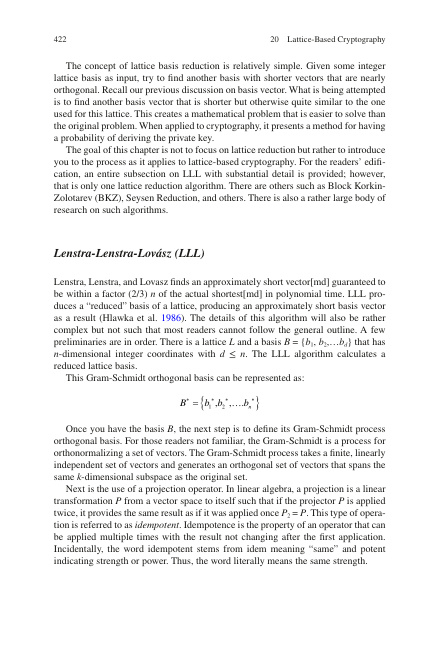 422 20 Lattice-Based Cryptography
The concept of lattice basis reduction is relatively simple. Given some integer
lattice basis as input, try to find another basis with shorter vectors that are nearly
orthogonal. Recall our previous discussion on basis vector. What is being attempted
is to find another basis vector that is shorter but otherwise quite similar to the one
used for this lattice. This creates a mathematical problem that is easier to solve than
the original problem. When applied to cryptography, it presents a method for having
a probability of deriving the private key.
The goal of this chapter is not to focus on lattice reduction but rather to introduce
you to the process as it applies to lattice-based cryptography. For the readers' edifi-
cation, an entire subsection on LLL with substantial detail is provided; however,
that is only one lattice reduction algorithm. There are others such as Block Korkin-
Zolotarev (BKZ), Seysen Reduction, and others. There is also a rather large body of
research on such algorithms.
Lenstra-Lenstra-Lovász (LLL)
Lenstra, Lenstra, and Lovasz finds an approximately short vector[md] guaranteed to
be within a factor (2/3) n of the actual shortest[md] in polynomial time. LLL pro-
duces a “reduced” basis of a lattice, producing an approximately short basis vector
as a result (Hlawka et al. 1986). The details of this algorithm will also be rather
complex but not such that most readers cannot follow the general outline. A few
preliminaries are in order. There is a lattice L and a basis B = {b₁, b₂,…b_d} that has
n-dimensional integer coordinates with d ≤ n. The LLL algorithm calculates a
reduced lattice basis.
This Gram-Schmidt orthogonal basis can be represented as:
B* = {b₁*,b₂*,….bₙ*}
Once you have the basis B, the next step is to define its Gram-Schmidt process
orthogonal basis. For those readers not familiar, the Gram-Schmidt is a process for
orthonormalizing a set of vectors. The Gram-Schmidt process takes a finite, linearly
independent set of vectors and generates an orthogonal set of vectors that spans the
same k-dimensional subspace as the original set.
Next is the use of a projection operator. In linear algebra, a projection is a linear
transformation P from a vector space to itself such that if the projector P is applied
twice, it provides the same result as if it was applied once P₂ = P. This type of opera-
tion is referred to as idempotent. Idempotence is the property of an operator that can
be applied multiple times with the result not changing after the first application.
Incidentally, the word idempotent stems from idem meaning “same” and potent
indicating strength or power. Thus, the word literally means the same strength.